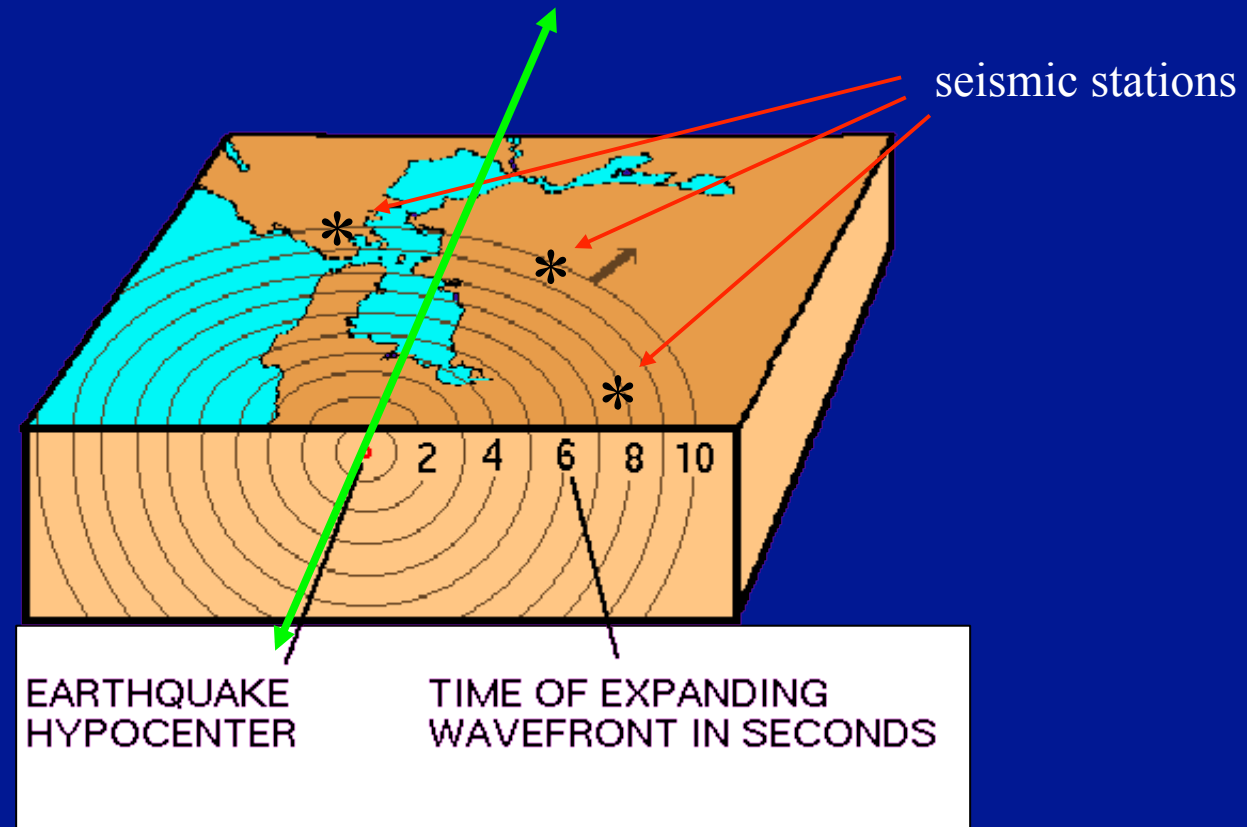 seismic stations
*
*
*
2 4 6 8 10
EARTHQUAKE
HYPOCENTER
TIME OF EXPANDING
WAVEFRONT IN SECONDS